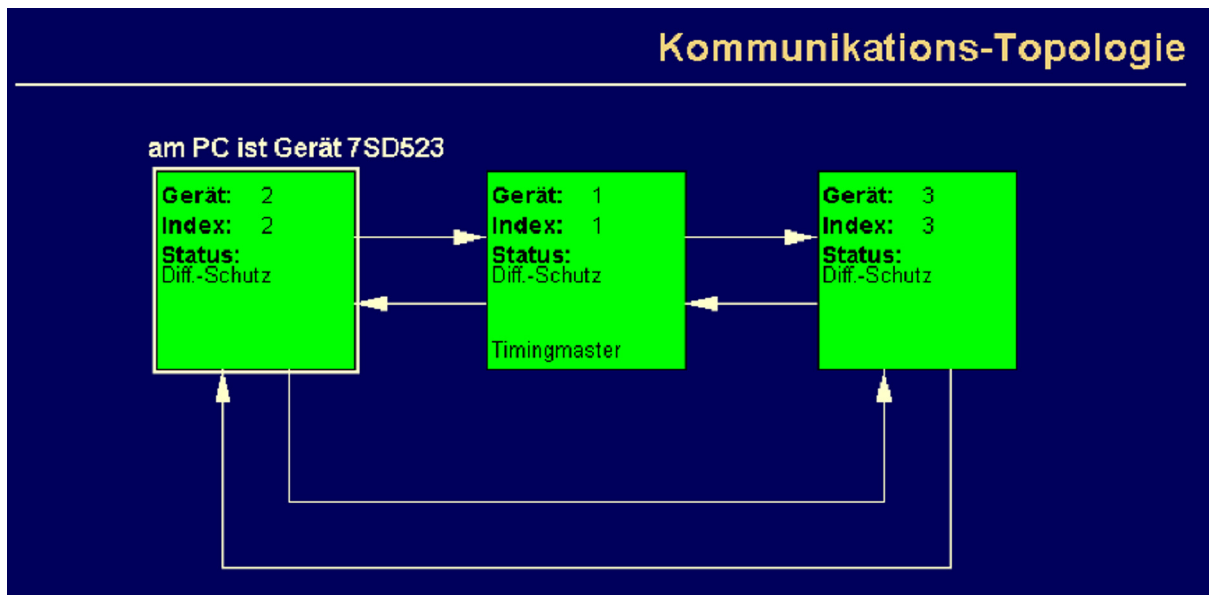 Kommunikations-Topologie
am PC ist Gerät 7SD523
Gerät: 2
Index: 2
Status:
Diff.-Schutz
Gerät: 1
Index: 1
Status:
Diff.-Schutz
Timingmaster
Gerät: 3
Index: 3
Status:
Diff.-Schutz